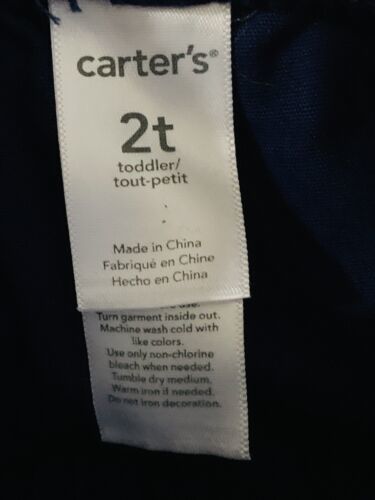 carter's®
2t
toddler/
tout-petit
Made in China
Fabriqué en Chine
Hecho en China
use.
Turn garment inside out.
Machine wash cold with
like colors.
Use only non-chlorine
bleach when needed.
Tumble dry medium.
Warm iron if needed.
Do not iron decoration.